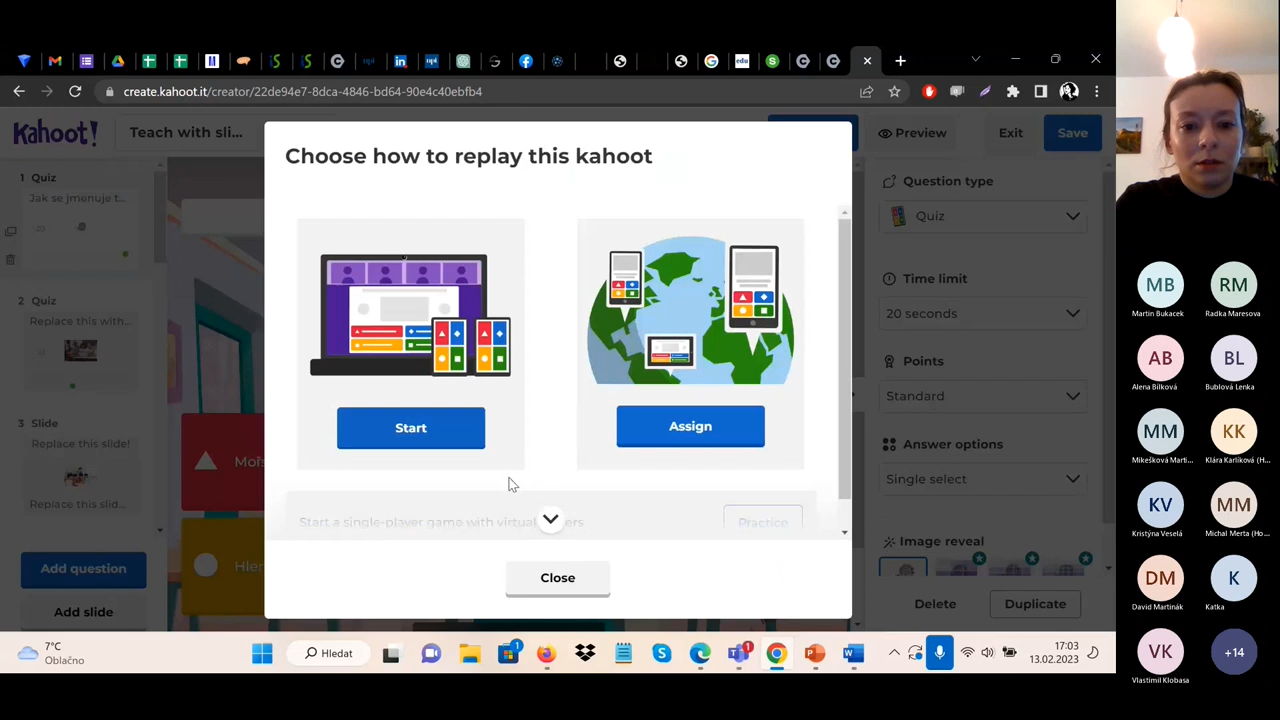 create.kahoot.it/creator/22de94e7-8dca-4846-bd64-90e4c40ebfb4
Kahoot!
Teach with sli...
Preview
Exit
Save
Choose how to replay this kahoot
Start
Assign
Start a single-player game with virtual
Practice
Close
1 Quiz
Jak se jmenuje t...
20
2 Quiz
Replace this with...
3 Slide
Replace this slide!
Replace this slid...
Add question
Add slide
Moř
Hle
Question type
Quiz
Time limit
20 seconds
Points
Standard
Answer options
Single select
Image reveal
Delete
Duplicate
MB
Martin Bukacek
RM
Radka Maresova
AB
Alena Bílková
BL
Bublová Lenka
MM
Mikešková Marti...
KK
Klára Karlíková (H...
KV
Kristýna Veselá
MM
Michal Merta (Ho...
DM
David Martinák
K
Katka
VK
Vlastimil Klobasa
+14
7°C
Oblačno
Hledat
17:03
13.02.2023